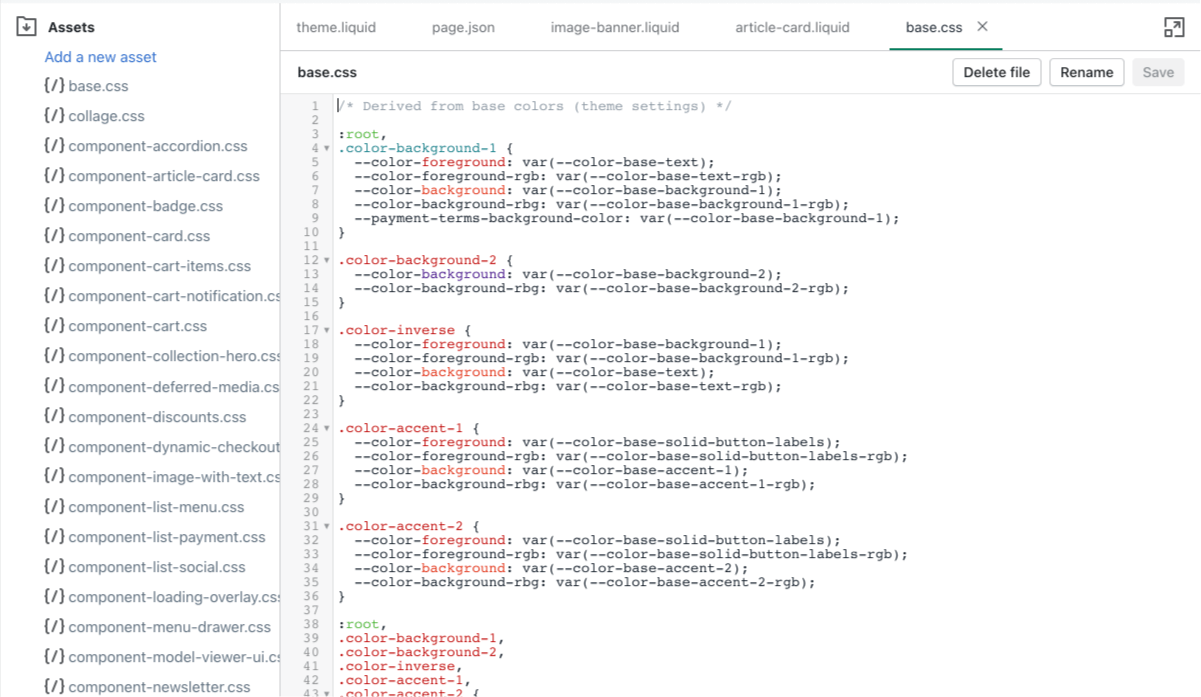 Assets
Add a new asset
{/} base.css
{/} collage.css
{/} component-accordion.css
{/} component-article-card.css
{/} component-badge.css
{/} component-card.css
{/} component-cart-items.css
{/} component-cart-notification.cs
{/} component-cart.css
{/} component-collection-hero.css
{/} component-deferred-media.cs
{/} component-discounts.css
{/} component-dynamic-checkout
{/} component-image-with-text.cs
{/} component-list-menu.css
{/} component-list-payment.css
{/} component-list-social.css
{/} component-loading-overlay.css
{/} component-menu-drawer.css
{/} component-model-viewer-ui.cs
{/} component-newsletter.css
theme.liquid page.json image-banner.liquid article-card.liquid base.css
base.css Delete file Rename Save
1 /* Derived from base colors (theme settings) */
2
3 :root,
4 .color-background-1 {
5 --color-foreground: var(--color-base-text);
6 --color-foreground-rgb: var(--color-base-text-rgb);
7 --color-background: var(--color-base-background-1);
8 --color-background-rbg: var(--color-base-background-1-rgb);
9 --payment-terms-background-color: var(--color-base-background-1);
10 }
11
12 .color-background-2 {
13 --color-background: var(--color-base-background-2);
14 --color-background-rbg: var(--color-base-background-2-rgb);
15 }
16
17 .color-inverse {
18 --color-foreground: var(--color-base-background-1);
19 --color-foreground-rgb: var(--color-base-background-1-rgb);
20 --color-background: var(--color-base-text);
21 --color-background-rbg: var(--color-base-text-rgb);
22 }
23
24 .color-accent-1 {
25 --color-foreground: var(--color-base-solid-button-labels);
26 --color-foreground-rgb: var(--color-base-solid-button-labels-rgb);
27 --color-background: var(--color-base-accent-1);
28 --color-background-rbg: var(--color-base-accent-1-rgb);
29 }
30
31 .color-accent-2 {
32 --color-foreground: var(--color-base-solid-button-labels);
33 --color-foreground-rgb: var(--color-base-solid-button-labels-rgb);
34 --color-background: var(--color-base-accent-2);
35 --color-background-rbg: var(--color-base-accent-2-rgb);
36 }
37
38 :root,
39 .color-background-1,
40 .color-background-2,
41 .color-inverse,
42 .color-accent-1,
43 .color-accent-2 {